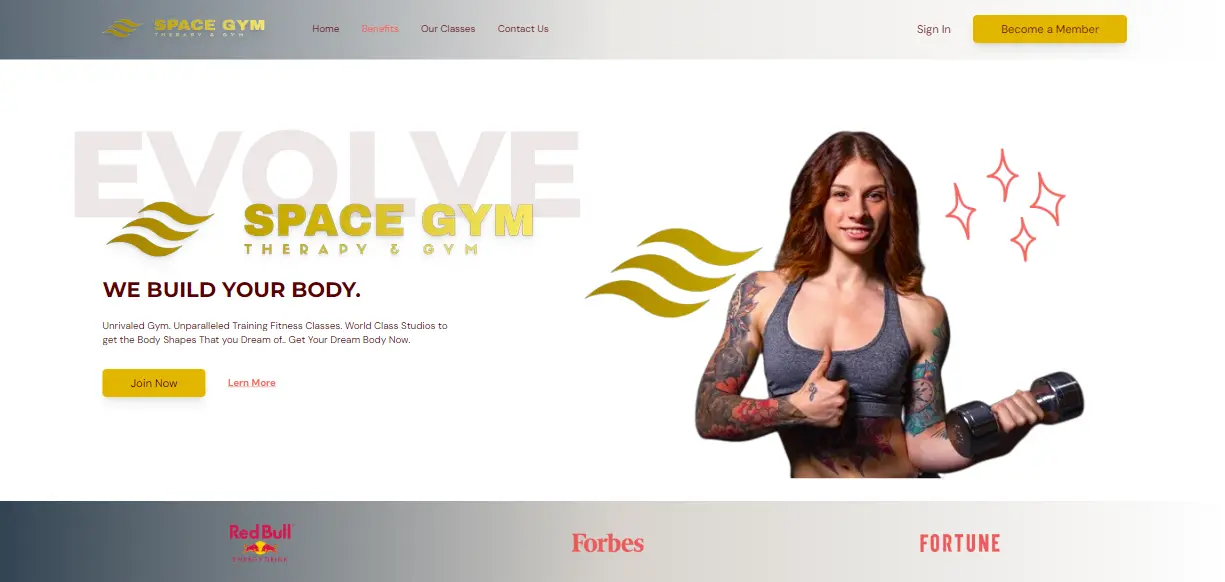 SPACE GYM
THERAPY & GYM
Home
Benefits
Our Classes
Contact Us
Sign In
Become a Member
EVOLVE
SPACE GYM
THERAPY & GYM
WE BUILD YOUR BODY.
Unrivaled Gym. Unparalleled Training Fitness Classes. World Class Studios to
get the Body Shapes That you Dream of.. Get Your Dream Body Now.
Join Now
Lern More
Red Bull
ENERGY DRINK
Forbes
FORTUNE